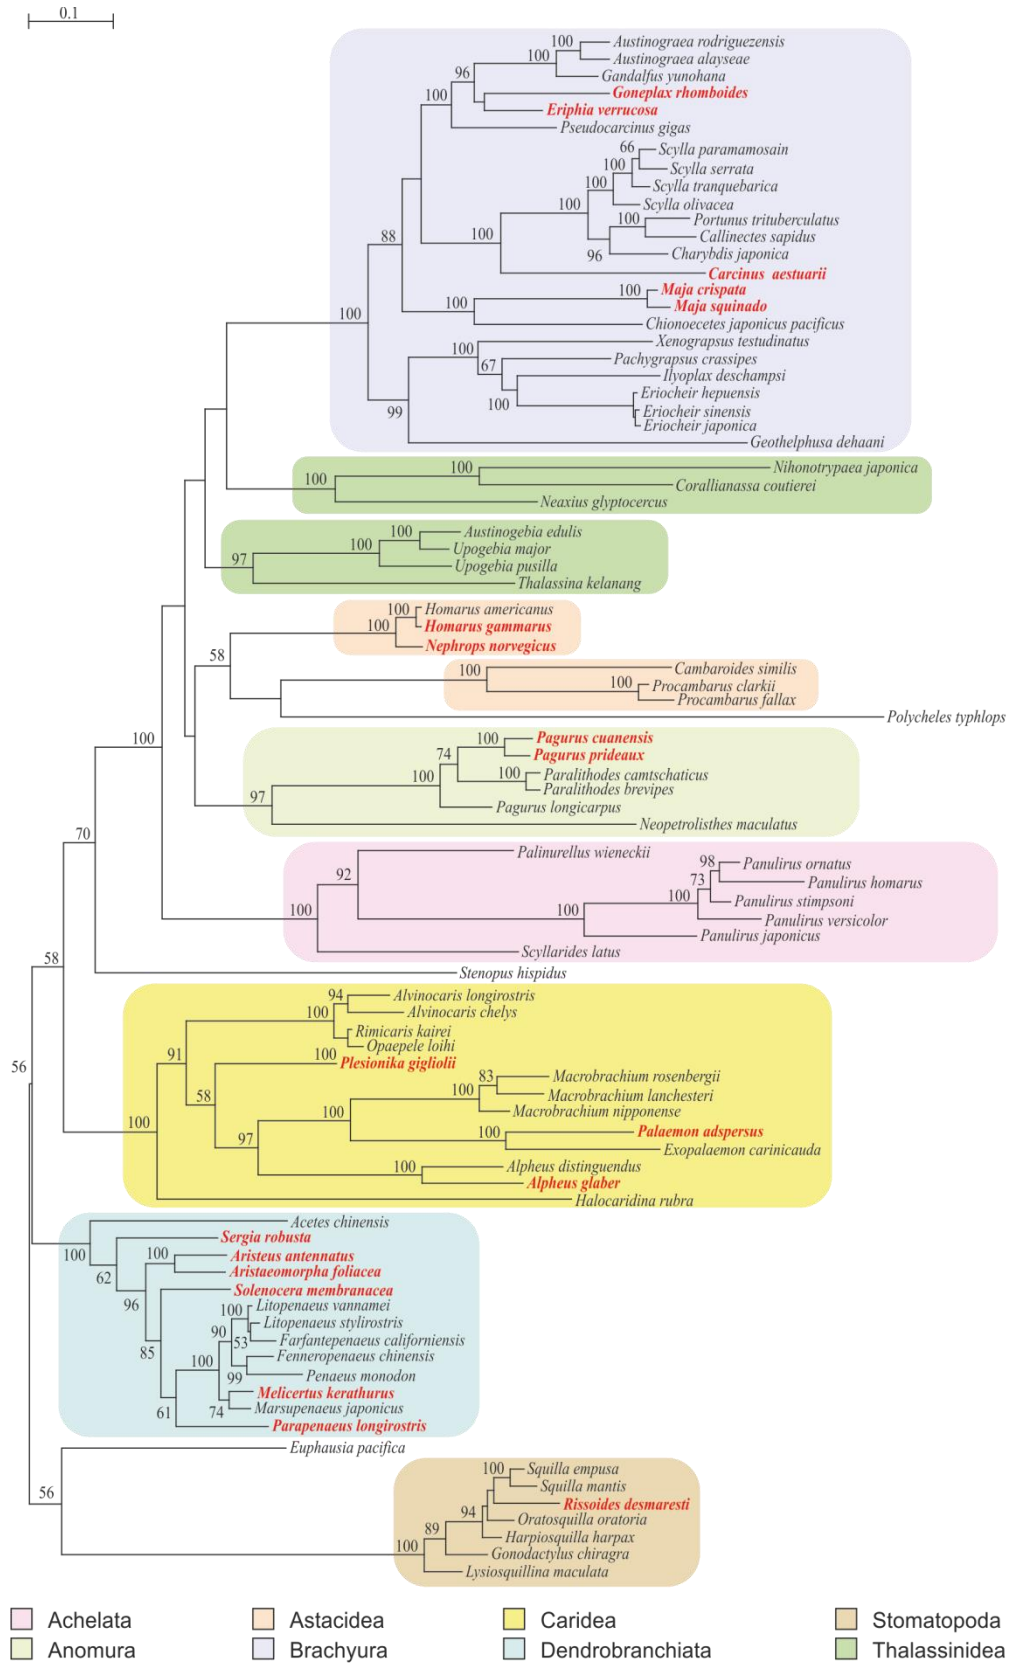 0.1
100
Austinograea rodriguezensis
100
Austinograea alayseae
96
Gandalfus yunohana
100
Goneplax rhomboides
Eriphia verrucosa
Pseudocarcinus gigas
66
Scylla paramamosain
100
Scylla serrata
100
Scylla tranquebarica
100
Scylla olivacea
100
Portunus trituberculatus
88
100
Callinectes sapidus
96
Charybdis japonica
Carcinus aestuarii
100
Maja crispata
100
Maja squinado
100
Chionoecetes japonicus pacificus
100
Xenograpsus testudinatus
67
Pachygrapsus crassipes
Ilyoplax deschampsi
100
Eriocheir hepuensis
99
Eriocheir sinensis
Eriocheir japonica
Geothelphusa dehaani
100
Nihonotrypaea japonica
100
Corallianassa coutierei
Neaxius glyptocercus
100
Austinogebia edulis
100
Upogebia major
97
Upogebia pusilla
Thalassina kelanang
100
Homarus americanus
100
Homarus gammarus
Nephrops norvegicus
58
100
Cambaroides similis
100
Procambarus clarkii
Procambarus fallax
Polycheles typhlops
100
100
Pagurus cuanensis
74
Pagurus prideaux
100
100
Paralithodes camtschaticus
Paralithodes brevipes
97
Pagurus longicarpus
Neopetrolisthes maculatus
70
Palinurellus wieneckii
98
Panulirus ornatus
92
73
Panulirus homarus
100
Panulirus stimpsoni
100
100
Panulirus versicolor
Panulirus japonicus
Scyllarides latus
58
Stenopus hispidus
94
Alvinocaris longirostris
100
Alvinocaris chelys
Rimicaris kairei
Opaepele loihi
91
100
Plesionika gigliolii
56
83
Macrobrachium rosenbergii
58
100
Macrobrachium lanchesteri
100
Macrobrachium nipponense
100
97
100
Palaemon adspersus
Exopalaemon carinicauda
100
Alpheus distinguendus
Alpheus glaber
Halocaridina rubra
Acetes chinensis
100
Sergia robusta
62
100
Aristeus antennatus
Aristaeomorpha foliacea
96
Solenocera membranacea
100
Litopenaeus vannamei
90
53
Litopenaeus stylirostris
85
Farfantepenaeus californiensis
100
Fenneropenaeus chinensis
99
Penaeus monodon
Melicertus kerathurus
61
74
Marsupenaeus japonicus
Parapenaeus longirostris
Euphausia pacifica
100
Squilla empusa
Squilla mantis
56
94
Rissoides desmaresti
Oratosquilla oratoria
89
Harpiosquilla harpax
100
Gonodactylus chiragra
Lysiosquillina maculata
Achelata Astacidea Caridea Stomatopoda
Anomura Brachyura Dendrobranchiata Thalassinidea